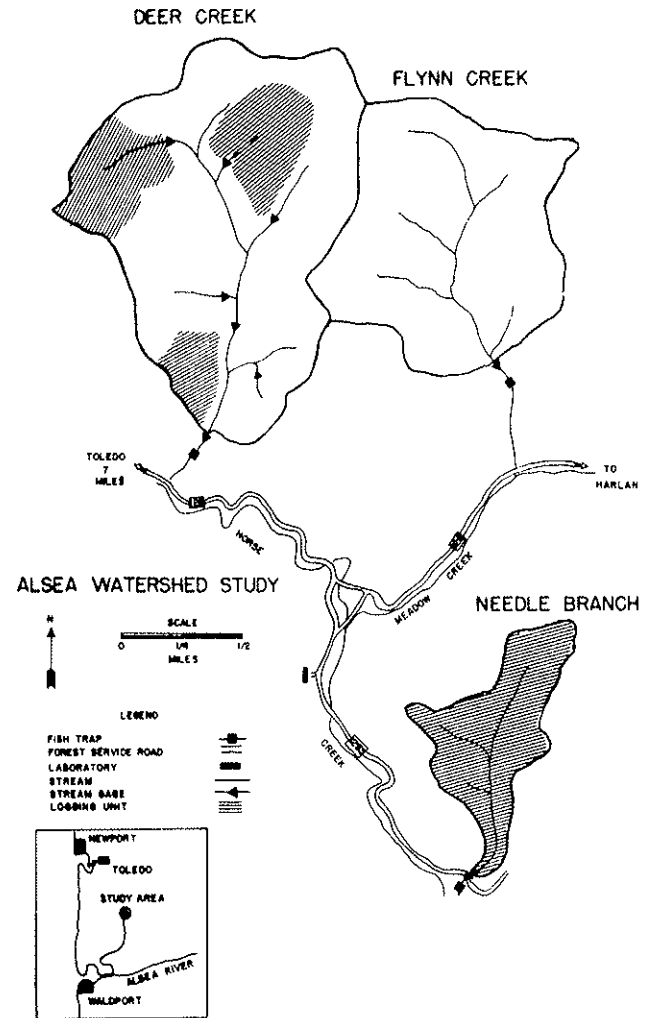 DEER CREEK
FLYNN CREEK
TOLEDO
7
MILES
TO
HARLAN
HORSE
MEADOW CREEK
ALSEA WATERSHED STUDY
NEEDLE BRANCH
N
SCALE
0 1/4 1/2
MILES
CREEK
LEGEND
FISH TRAP
FOREST SERVICE ROAD
LABORATORY
STREAM
STREAM GAGE
LOGGING UNIT
NEWPORT
TOLEDO
STUDY AREA
ALSEA RIVER
WALDPORT